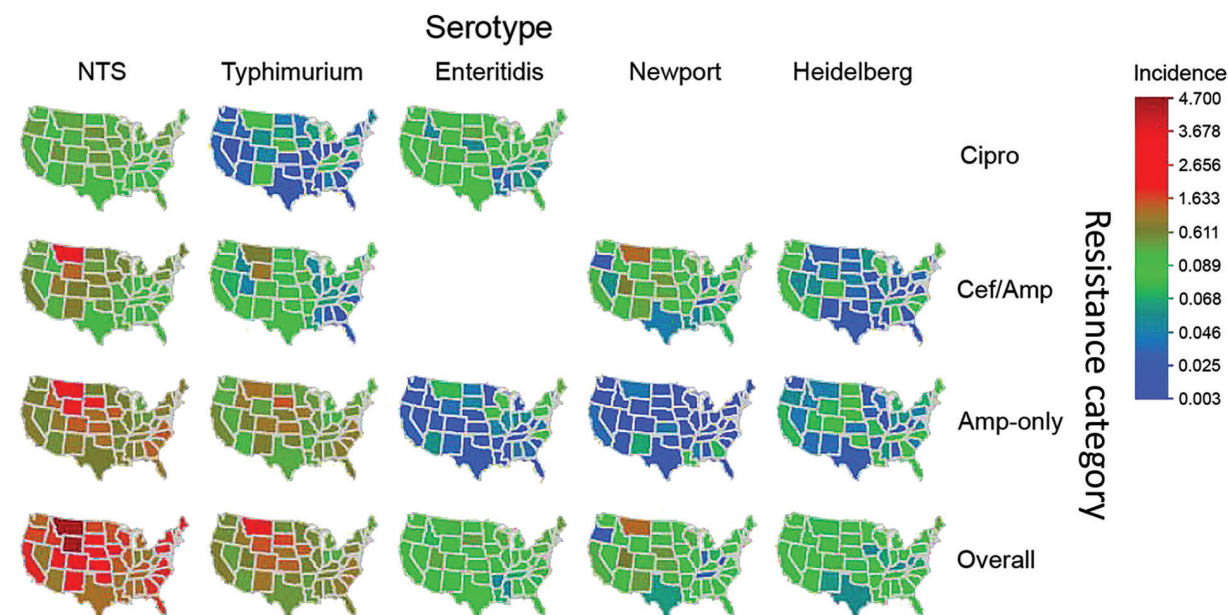 Serotype
NTS Typhimurium Enteritidis Newport Heidelberg
Incidence
4.700
3.678
2.656
1.633
0.611
0.089
0.068
0.046
0.025
0.003
Cipro
Cef/Amp
Amp-only
Overall
Resistance category